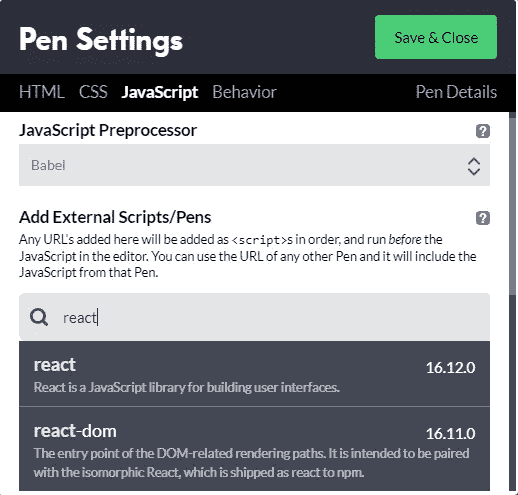 Pen Settings
Save & Close
HTML CSS JavaScript Behavior Pen Details
JavaScript Preprocessor ?
Babel
Add External Scripts/Pens ?
Any URL's added here will be added as <script>s in order, and run before the
JavaScript in the editor. You can use the URL of any other Pen and it will include the
JavaScript from that Pen.
react
react 16.12.0
React is a JavaScript library for building user interfaces.
react-dom 16.11.0
The entry point of the DOM-related rendering paths. It is intended to be paired
with the isomorphic React, which is shipped as react to npm.